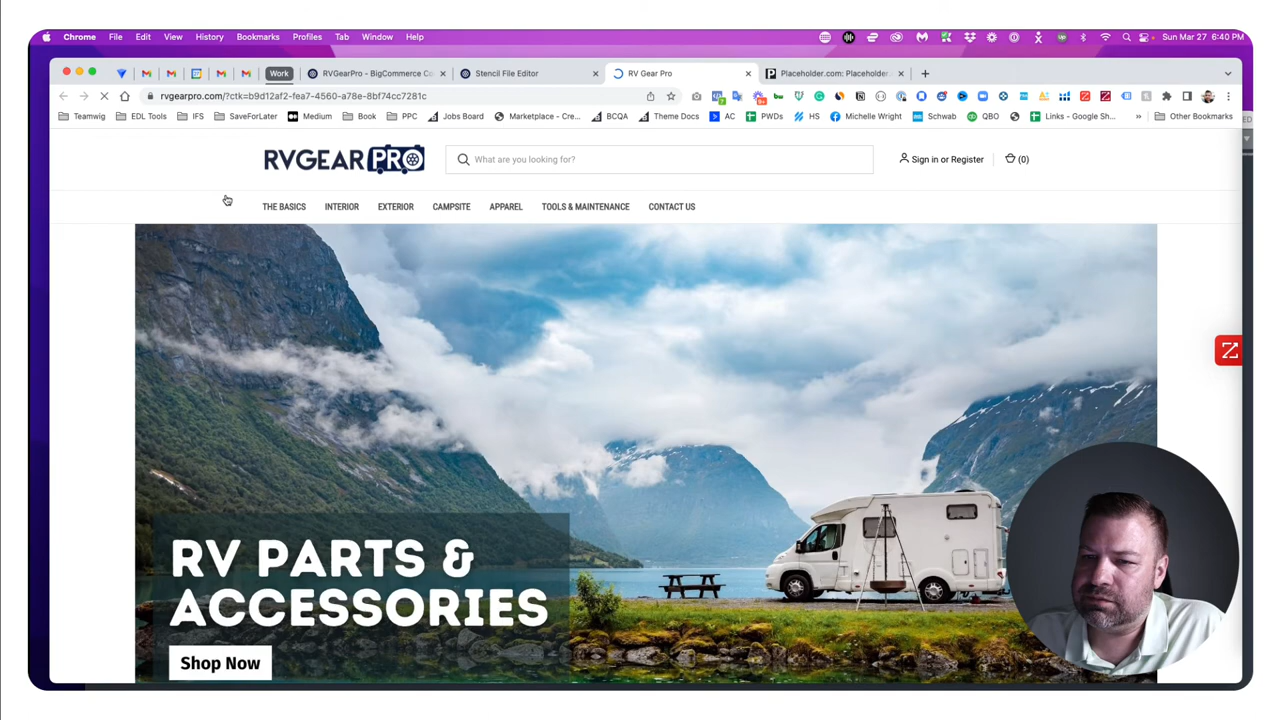 Chrome File Edit View History Bookmarks Profiles Tab Window Help
Sun Mar 27 6:40 PM
Work RVGearPro - BigCommerce Co Stencil File Editor RV Gear Pro Placeholder.com: Placeholder.
rvgearpro.com/?ctk=b9d12af2-fea7-4560-a78e-8bf74cc7281c
Teamwig EDL Tools IFS SaveForLater Medium Book PPC Jobs Board Marketplace - Cre... BCQA Theme Docs AC PWDs HS Michelle Wright Schwab QBO Links - Google Sh... » Other Bookmarks
RVGEAR PRO
What are you looking for?
Sign in or Register (0)
THE BASICS INTERIOR EXTERIOR CAMPSITE APPAREL TOOLS & MAINTENANCE CONTACT US
RV PARTS &
ACCESSORIES
Shop Now